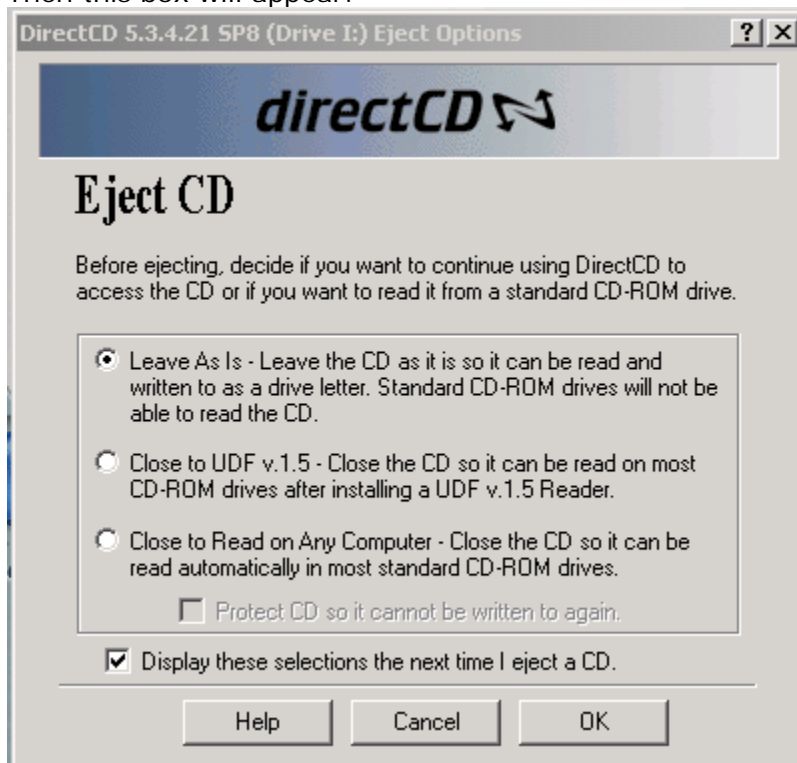 Then this box will appear:
DirectCD 5.3.4.21 SP8 (Drive I:) Eject Options
directCD
Eject CD
Before ejecting, decide if you want to continue using DirectCD to
access the CD or if you want to read it from a standard CD-ROM drive.
Leave As Is - Leave the CD as it is so it can be read and
written to as a drive letter. Standard CD-ROM drives will not be
able to read the CD.
Close to UDF v.1.5 - Close the CD so it can be read on most
CD-ROM drives after installing a UDF v.1.5 Reader.
Close to Read on Any Computer - Close the CD so it can be
read automatically in most standard CD-ROM drives.
Protect CD so it cannot be written to again.
Display these selections the next time I eject a CD.
Help Cancel OK